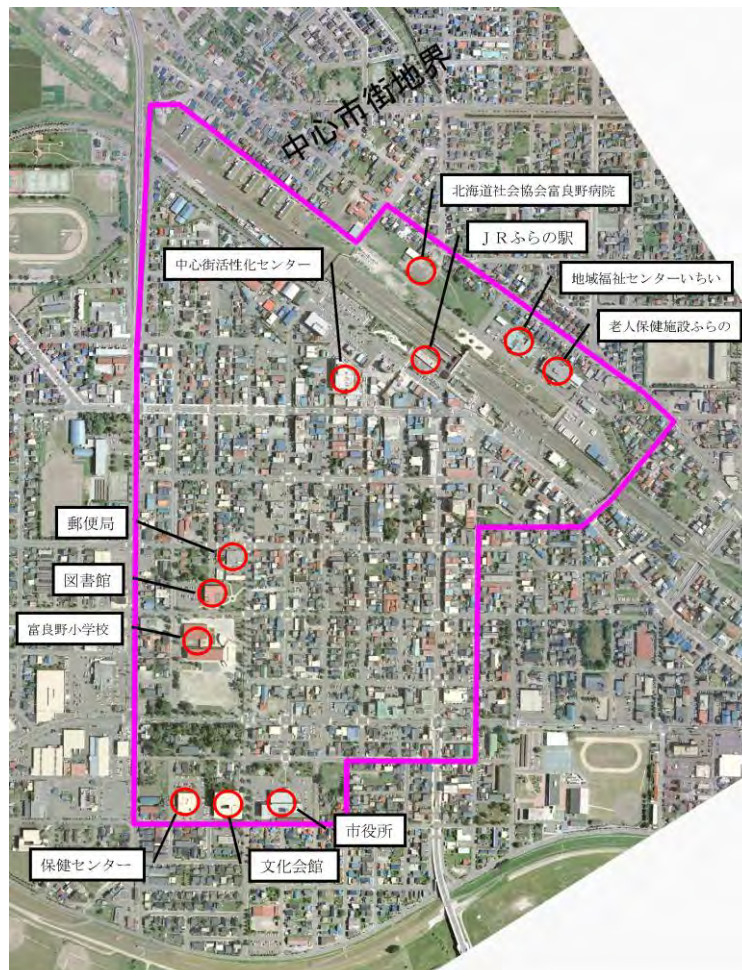 中心市街地界
北海道社会協会富良野病院
JRふらの駅
中心街活性化センター
地域福祉センターいちい
老人保健施設ふらの
郵便局
図書館
富良野小学校
市役所
保健センター
文化会館